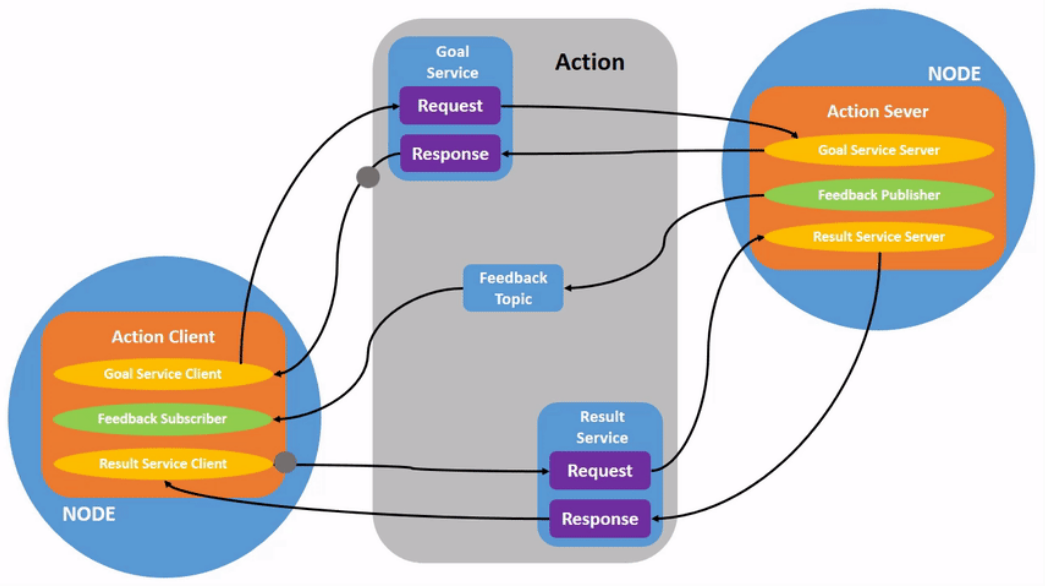 Goal
Service
Request
Response
Action
NODE
Action Sever
Goal Service Server
Feedback Publisher
Result Service Server
Feedback
Topic
Action Client
Goal Service Client
Feedback Subscriber
Result Service Client
NODE
Result
Service
Request
Response